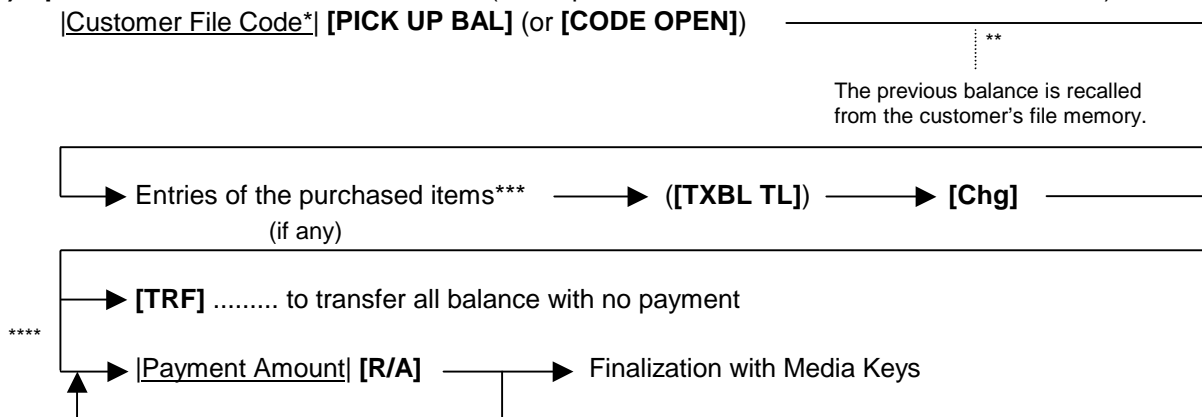 |Customer File Code*| [PICK UP BAL] (or [CODE OPEN])
**
The previous balance is recalled
from the customer's file memory.
Entries of the purchased items*** ([TXBL TL]) [Chg]
(if any)
[TRF] ......... to transfer all balance with no payment
****
|Payment Amount| [R/A] Finalization with Media Keys